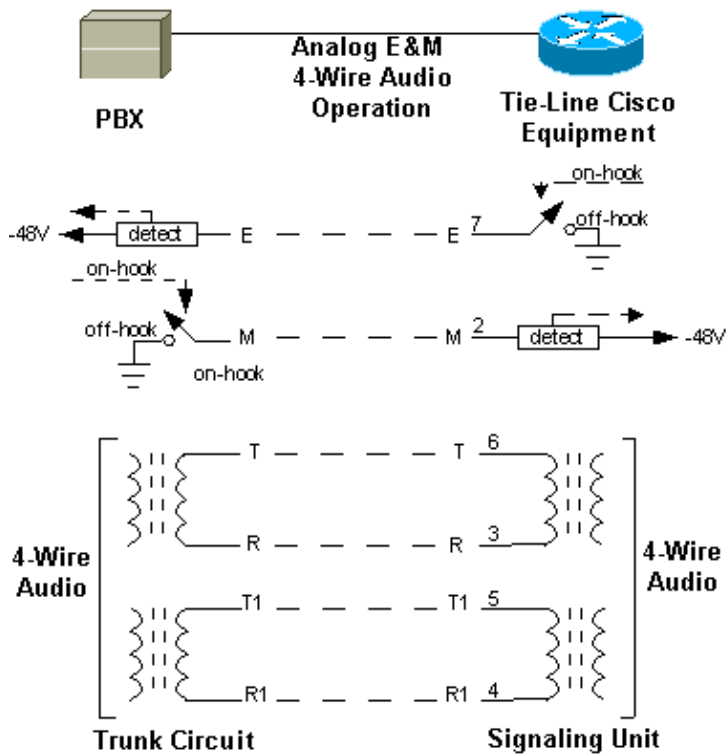 Analog E&M
4-Wire Audio
Operation
PBX
Tie-Line Cisco
Equipment
on-hook
-48V
detect
E
E
7
off-hook
on-hook
off-hook
M
M
2
detect
-48V
on-hook
T
T
6
R
R
3
4-Wire
Audio
4-Wire
Audio
T1
T1
5
R1
R1
4
Trunk Circuit
Signaling Unit